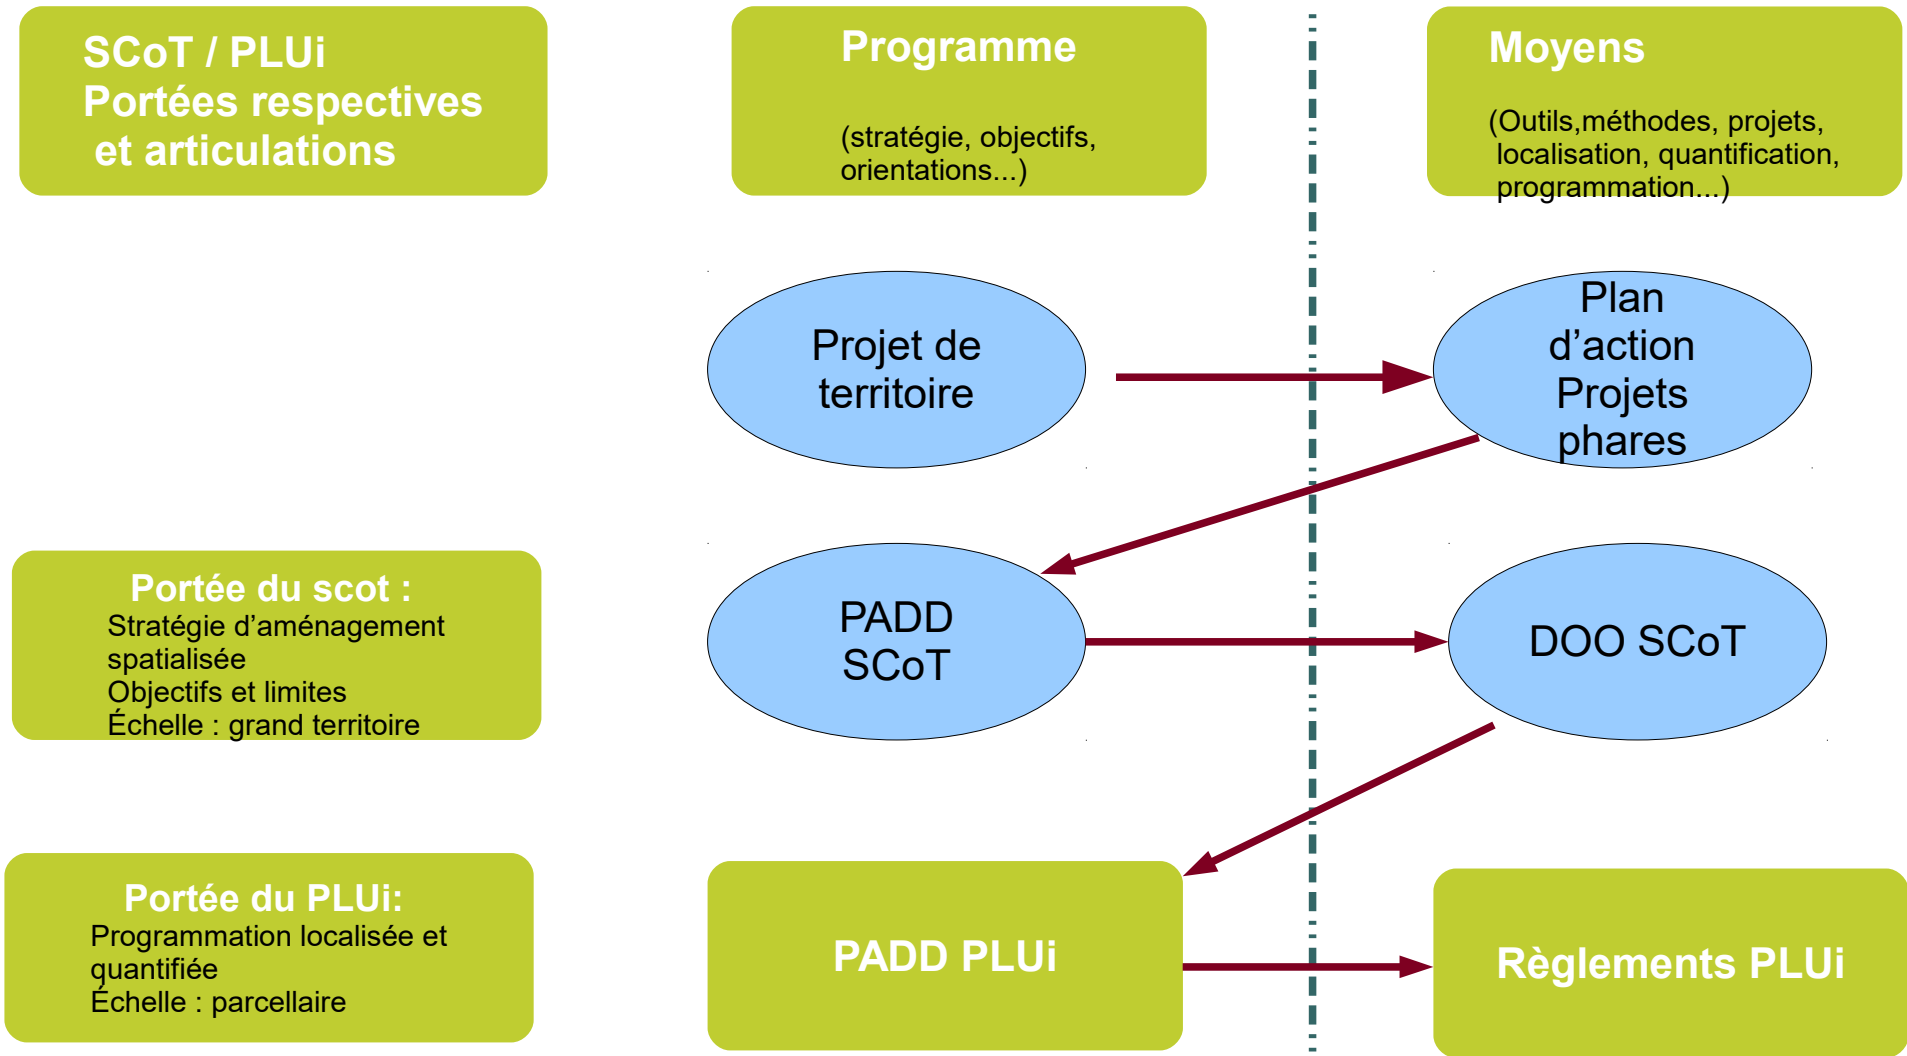 SCoT / PLUi
Portées respectives
et articulations
Programme
(stratégie, objectifs,
orientations...)
Moyens
(Outils,méthodes, projets,
localisation, quantification,
programmation...)
Projet de
territoire
Plan
d’action
Projets
phares
Portée du scot :
Stratégie d’aménagement
spatialisée
Objectifs et limites
Échelle : grand territoire
PADD
SCoT
DOO SCoT
Portée du PLUi:
Programmation localisée et
quantifiée
Échelle : parcellaire
PADD PLUi
Règlements PLUi